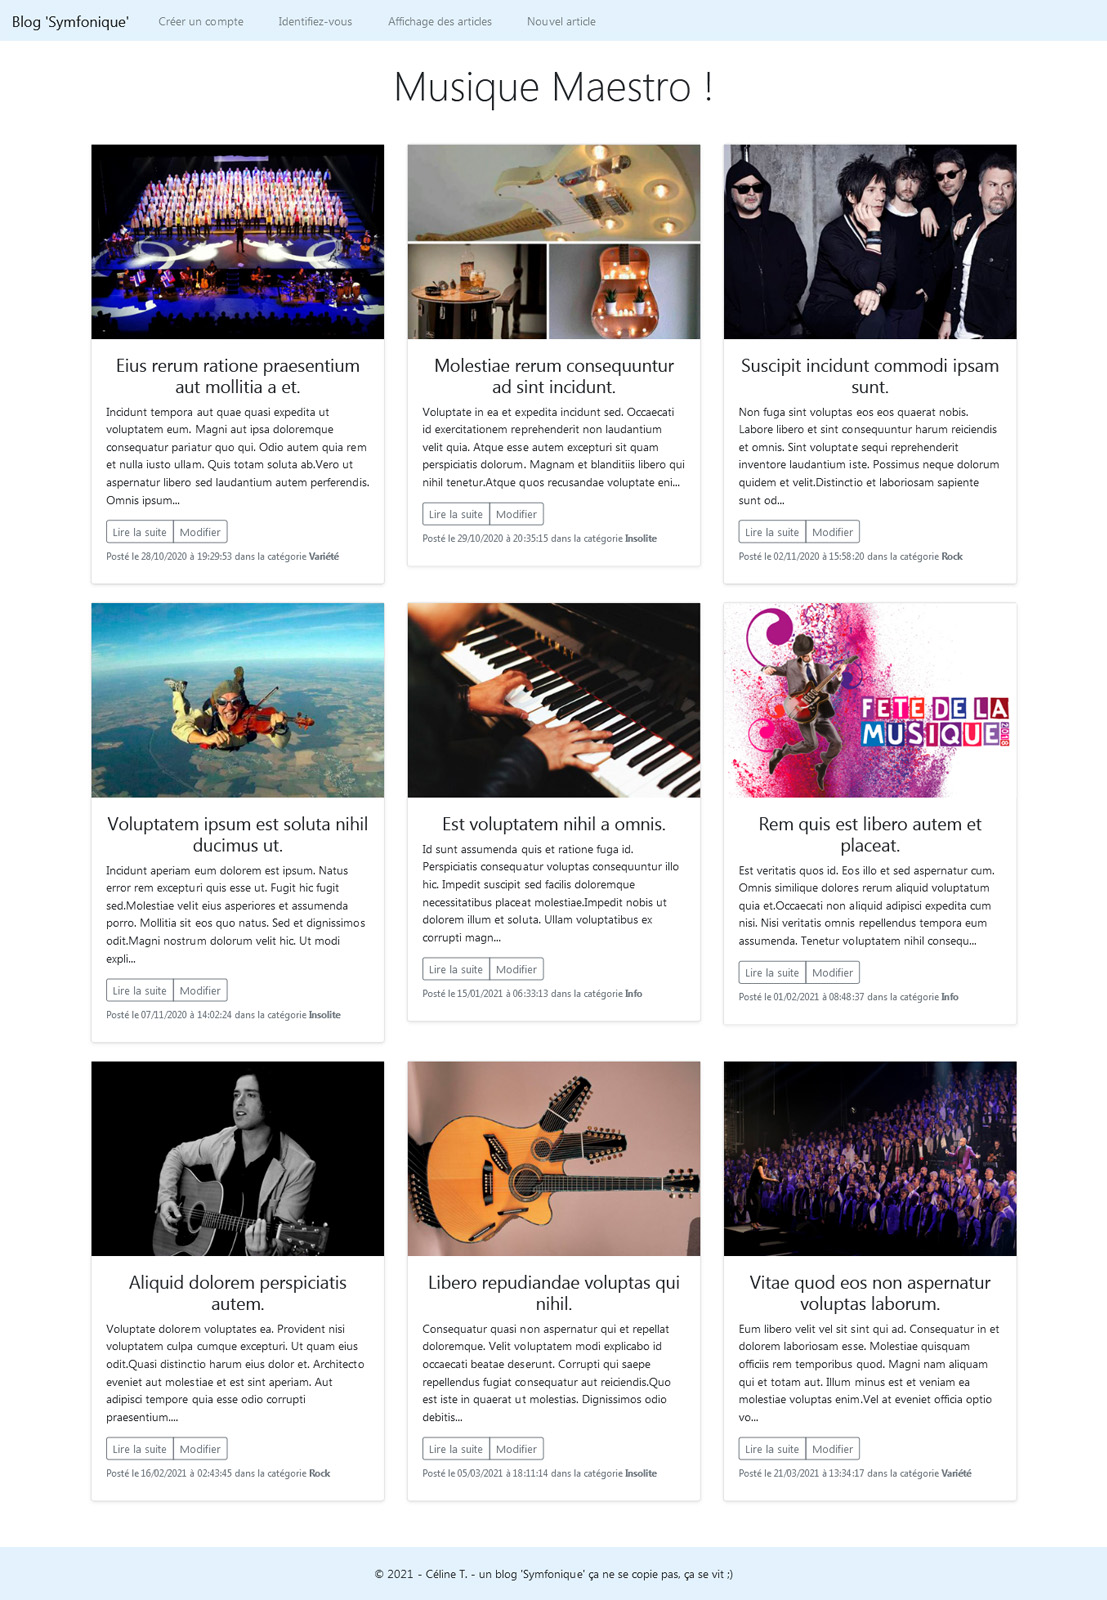 Blog 'Symfonique' Créer un compte Identifiez-vous Affichage des articles Nouvel article
Musique Maestro !
Eius rerum ratione praesentium
aut mollitia a et.
Incidunt tempora aut quae quasi expedita ut
voluptatem eum. Magni aut ipsa doloremque
consequatur pariatur quo qui. Odio autem quia rem
et nulla iusto ullam. Quis totam soluta ab.Vero ut
aspernatur libero sed laudantium autem perferendis.
Omnis ipsum...
Lire la suite Modifier
Posté le 28/10/2020 à 19:29:53 dans la catégorie Variété
Molestiae rerum consequuntur
ad sint incidunt.
Voluptate in ea et expedita incidunt sed. Occaecati
id exercitationem reprehenderit non laudantium
velit quia. Atque esse autem excepturi sit quam
perspiciatis dolorum. Magnam et blanditiis libero qui
nihil tenetur.Atque quos recusandae voluptate eni...
Lire la suite Modifier
Posté le 29/10/2020 à 20:35:15 dans la catégorie Insolite
Suscipit incidunt commodi ipsam
sunt.
Non fuga sint voluptas eos eos quaerat nobis.
Labore libero et sint consequuntur harum reiciendis
et omnis. Sint voluptate sequi reprehenderit
inventore laudantium iste. Possimus neque dolorum
quidem et velit.Distinctio et laboriosam sapiente
sunt od...
Lire la suite Modifier
Posté le 02/11/2020 à 15:58:20 dans la catégorie Rock
Voluptatem ipsum est soluta nihil
ducimus ut.
Incidunt aperiam eum dolorem est ipsum. Natus
error rem excepturi quis esse ut. Fugit hic fugit
sed.Molestiae velit eius asperiores et assumenda
porro. Mollitia sit eos quo natus. Sed et dignissimos
odit.Magni nostrum dolorum velit hic. Ut modi
expli...
Lire la suite Modifier
Posté le 07/11/2020 à 14:02:24 dans la catégorie Insolite
Est voluptatem nihil a omnis.
Id sunt assumenda quis et ratione fuga id.
Perspiciatis consequatur voluptas consequuntur illo
hic. Impedit suscipit sed facilis doloremque
necessitatibus placeat molestiae.Impedit nobis ut
dolorem illum et soluta. Ullam voluptatibus ex
corrupti magn...
Lire la suite Modifier
Posté le 15/01/2021 à 06:33:13 dans la catégorie Info
FETE DE LA
MUSIQUE 2018
Rem quis est libero autem et
placeat.
Est veritatis quos id. Eos illo et sed aspernatur cum.
Omnis similique dolores rerum aliquid voluptatum
quia et.Occaecati non aliquid adipisci expedita cum
nisi. Nisi veritatis omnis repellendus tempora eum
assumenda. Tenetur voluptatem nihil consequ...
Lire la suite Modifier
Posté le 01/02/2021 à 08:48:37 dans la catégorie Info
Aliquid dolorem perspiciatis
autem.
Voluptate dolorem voluptates ea. Provident nisi
voluptatem culpa cumque excepturi. Ut quam eius
odit.Quasi distinctio harum eius dolor et. Architecto
eveniet aut molestiae et est sint aperiam. Aut
adipisci tempore quia esse odio corrupti
praesentium....
Lire la suite Modifier
Posté le 16/02/2021 à 02:43:45 dans la catégorie Rock
Libero repudiandae voluptas qui
nihil.
Consequatur quasi non aspernatur qui et repellat
doloremque. Velit voluptatem modi explicabo id
occaecati beatae deserunt. Corrupti qui saepe
repellendus fugiat consequatur aut reiciendis.Quo
est iste in quaerat ut molestias. Dignissimos odio
debitis...
Lire la suite Modifier
Posté le 05/03/2021 à 18:11:14 dans la catégorie Insolite
Vitae quod eos non aspernatur
voluptas laborum.
Eum libero velit vel sit sint qui ad. Consequatur in et
dolorem laboriosam esse. Molestiae quisquam
officiis rem temporibus quod. Magni nam aliquam
qui et totam aut. Illum minus est et veniam ea
molestiae voluptas enim.Vel at eveniet officia optio
vo...
Lire la suite Modifier
Posté le 21/03/2021 à 13:34:17 dans la catégorie Variété
© 2021 - Céline T. - un blog 'Symfonique' ça ne se copie pas, ça se vit ;)